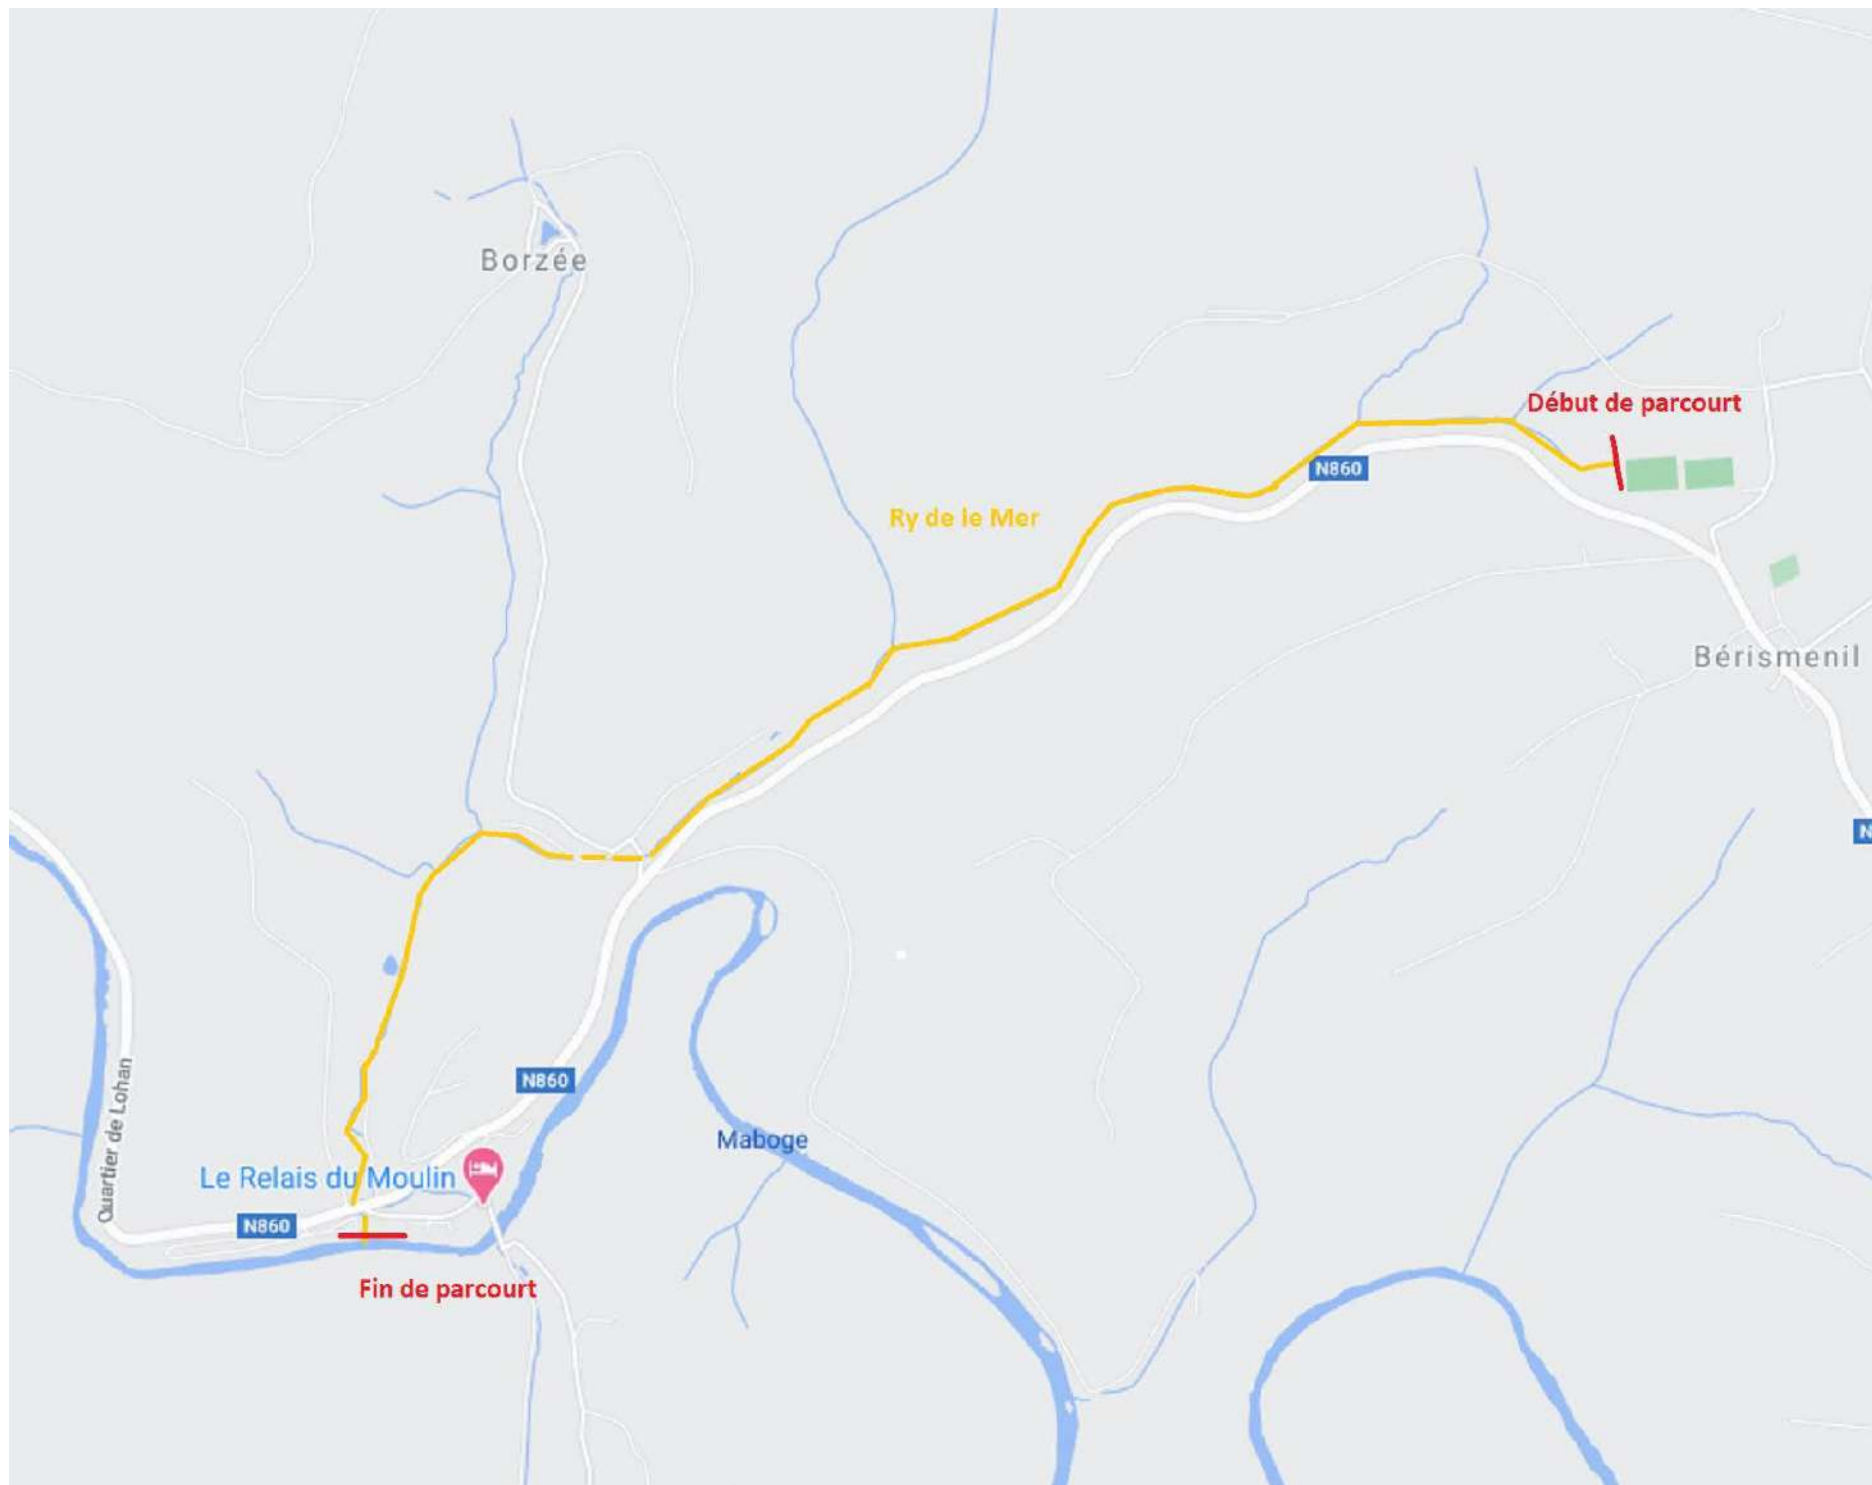 Borzée
Début de parcourt
N860
Ry de le Mer
Bérismenil
N
N860
Quartier de Lohan
Maboge
Le Relais du Moulin
N860
Fin de parcourt